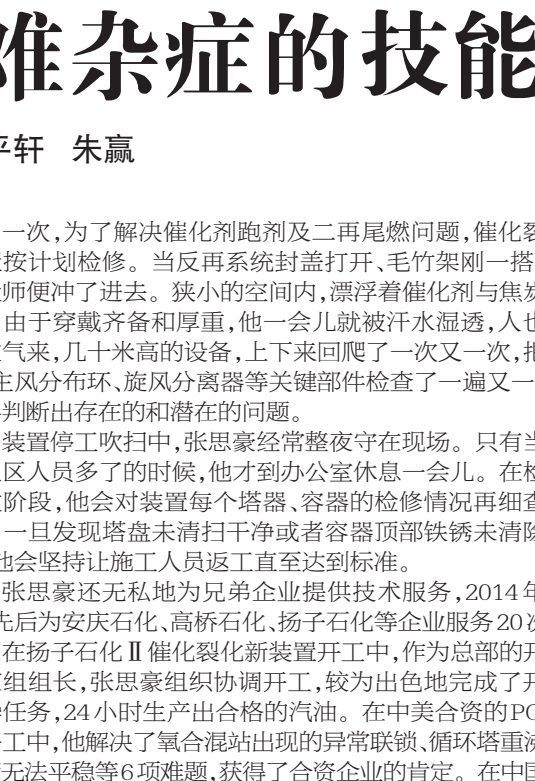 难杂症的技能
平轩 朱赢
一次,为了解决催化剂跑剂及二再尾燃问题,催化裂
按计划检修。当反再系统封盖打开、毛竹架刚一搭
师便冲了进去。狭小的空间内,漂浮着催化剂与焦炭
由于穿戴齐备和厚重,他一会儿就被汗水湿透,人也
气来,几十米高的设备,上下来回爬了一次又一次,把
主风分布环、旋风分离器等关键部件检查了一遍又一
判断出存在的和潜在的问题。
装置停工吹扫中,张思豪经常整夜守在现场。只有当
区人员多了的时候,他才到办公室休息一会儿。在检
阶段,他会对装置每个塔器、容器的检修情况再细查
一旦发现塔盘未清扫干净或者容器顶部铁锈未清除
他会坚持让施工人员返工直至达到标准。
张思豪还无私地为兄弟企业提供技术服务,2014年
先后为安庆石化、高桥石化、扬子石化等企业服务20次
在扬子石化Ⅱ催化裂化新装置开工中,作为总部的开
组组长,张思豪组织协调开工,较为出色地完成了开
任务,24小时生产出合格的汽油。在中美合资的PC
工中,他解决了氧合混站出现的异常联锁、循环塔重沸
无法平稳等6项难题,获得了合资企业的肯定。在中国